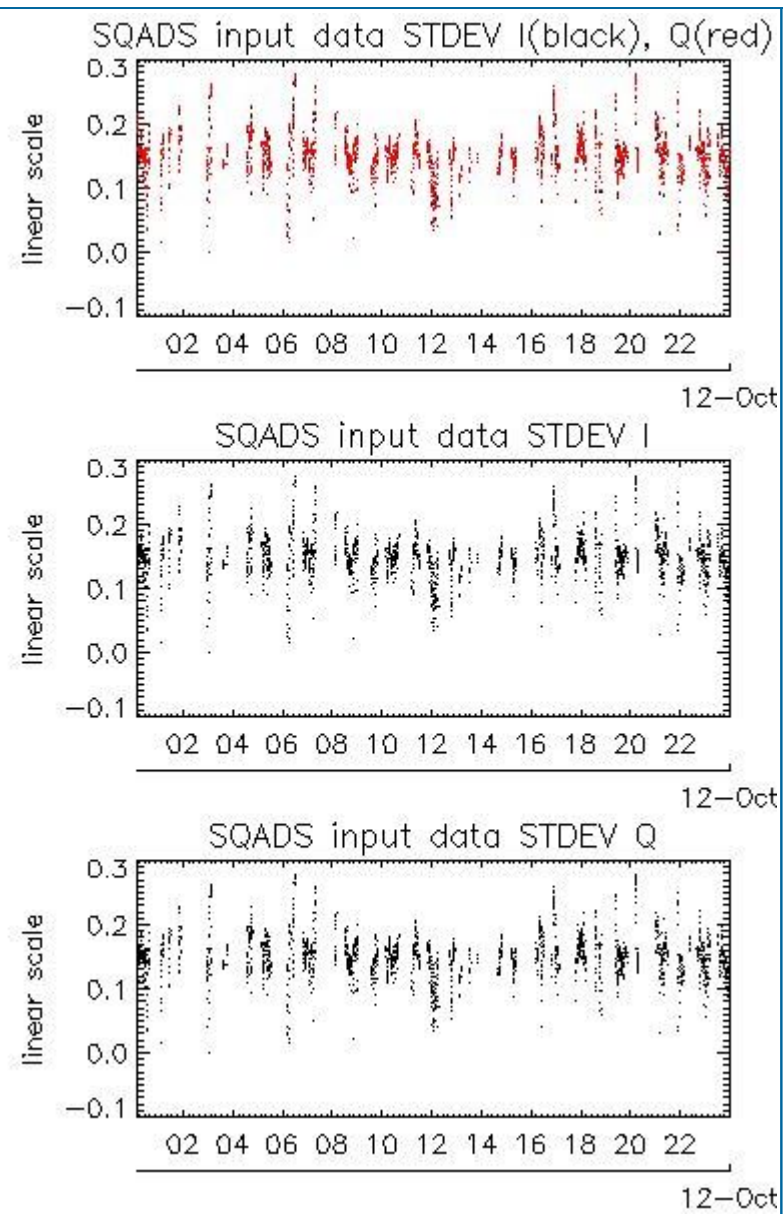 SQADS input data STDEV I(black), Q(red)
0.3
0.2
0.1
0.0
−0.1
linear scale
02 04 06 08 10 12 14 16 18 20 22
12−Oct
SQADS input data STDEV I
0.3
0.2
0.1
0.0
−0.1
linear scale
02 04 06 08 10 12 14 16 18 20 22
12−Oct
SQADS input data STDEV Q
0.3
0.2
0.1
0.0
−0.1
linear scale
02 04 06 08 10 12 14 16 18 20 22
12−Oct